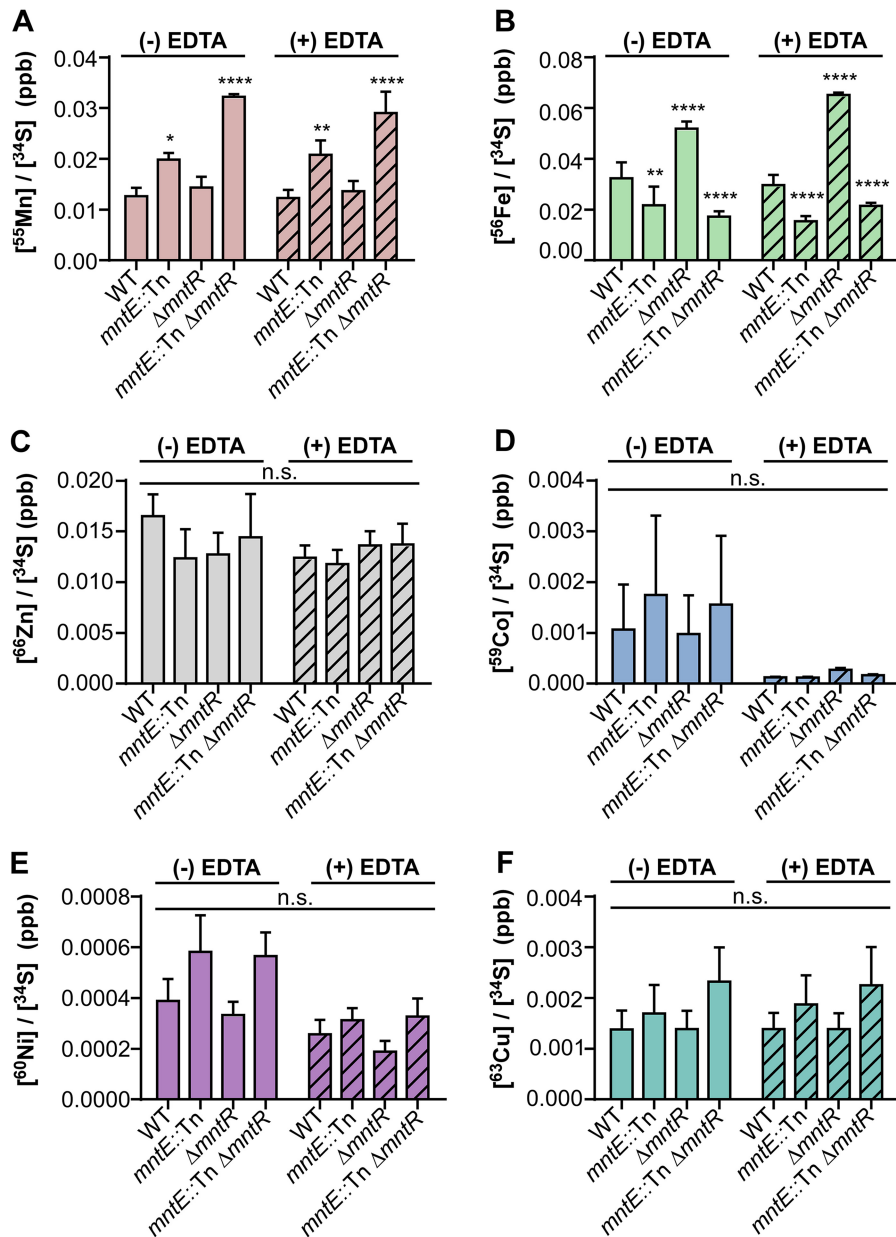 A
(-) EDTA
(+) EDTA
[⁵⁵Mn] / [³⁴S] (ppb)
0.04
0.03
0.02
0.01
0.00
*
****
**
****
WT
mntE::Tn
ΔmntR
mntE::Tn ΔmntR
WT
mntE::Tn
ΔmntR
mntE::Tn ΔmntR
B
(-) EDTA
(+) EDTA
[⁵⁶Fe] / [³⁴S] (ppb)
0.08
0.06
0.04
0.02
0.00
**
****
****
****
****
****
WT
mntE::Tn
ΔmntR
mntE::Tn ΔmntR
WT
mntE::Tn
ΔmntR
mntE::Tn ΔmntR
C
(-) EDTA
(+) EDTA
n.s.
[⁶⁶Zn] / [³⁴S] (ppb)
0.020
0.015
0.010
0.005
0.000
WT
mntE::Tn
ΔmntR
mntE::Tn ΔmntR
WT
mntE::Tn
ΔmntR
mntE::Tn ΔmntR
D
(-) EDTA
(+) EDTA
n.s.
[⁵⁹Co] / [³⁴S] (ppb)
0.004
0.003
0.002
0.001
0.000
WT
mntE::Tn
ΔmntR
mntE::Tn ΔmntR
WT
mntE::Tn
ΔmntR
mntE::Tn ΔmntR
E
(-) EDTA
(+) EDTA
n.s.
[⁶⁰Ni] / [³⁴S] (ppb)
0.0008
0.0006
0.0004
0.0002
0.0000
WT
mntE::Tn
ΔmntR
mntE::Tn ΔmntR
WT
mntE::Tn
ΔmntR
mntE::Tn ΔmntR
F
(-) EDTA
(+) EDTA
n.s.
[⁶³Cu] / [³⁴S] (ppb)
0.004
0.003
0.002
0.001
0.000
WT
mntE::Tn
ΔmntR
mntE::Tn ΔmntR
WT
mntE::Tn
ΔmntR
mntE::Tn ΔmntR